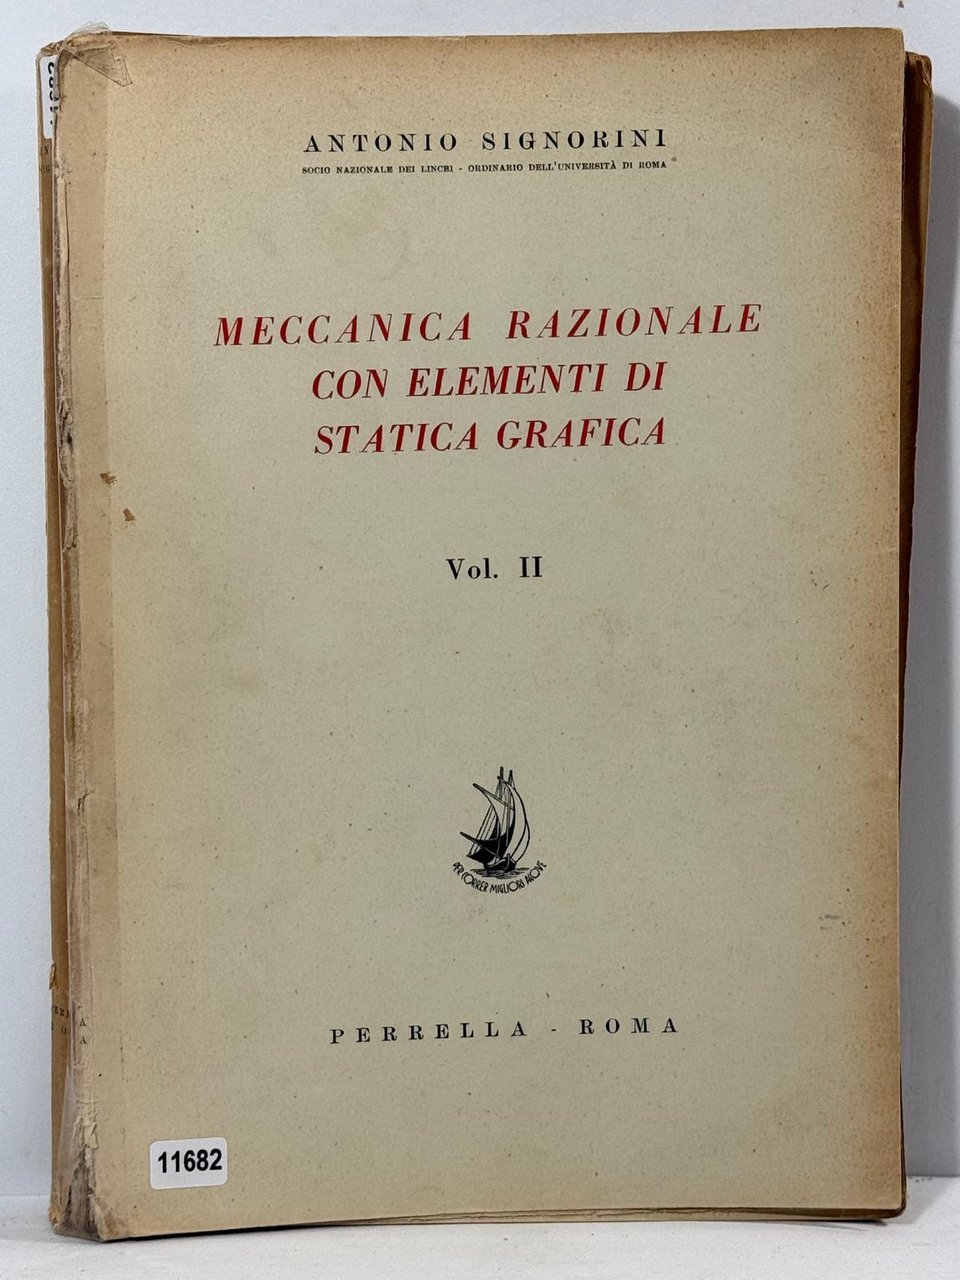 ANTONIO SIGNORINI
SOCIO NAZIONALE DEI LINCEI - ORDINARIO DELL'UNIVERSITÀ DI ROMA
MECCANICA RAZIONALE
CON ELEMENTI DI
STATICA GRAFICA
Vol. II
PER CORRER MIGLIORI ACQUE
PERRELLA - ROMA
11682